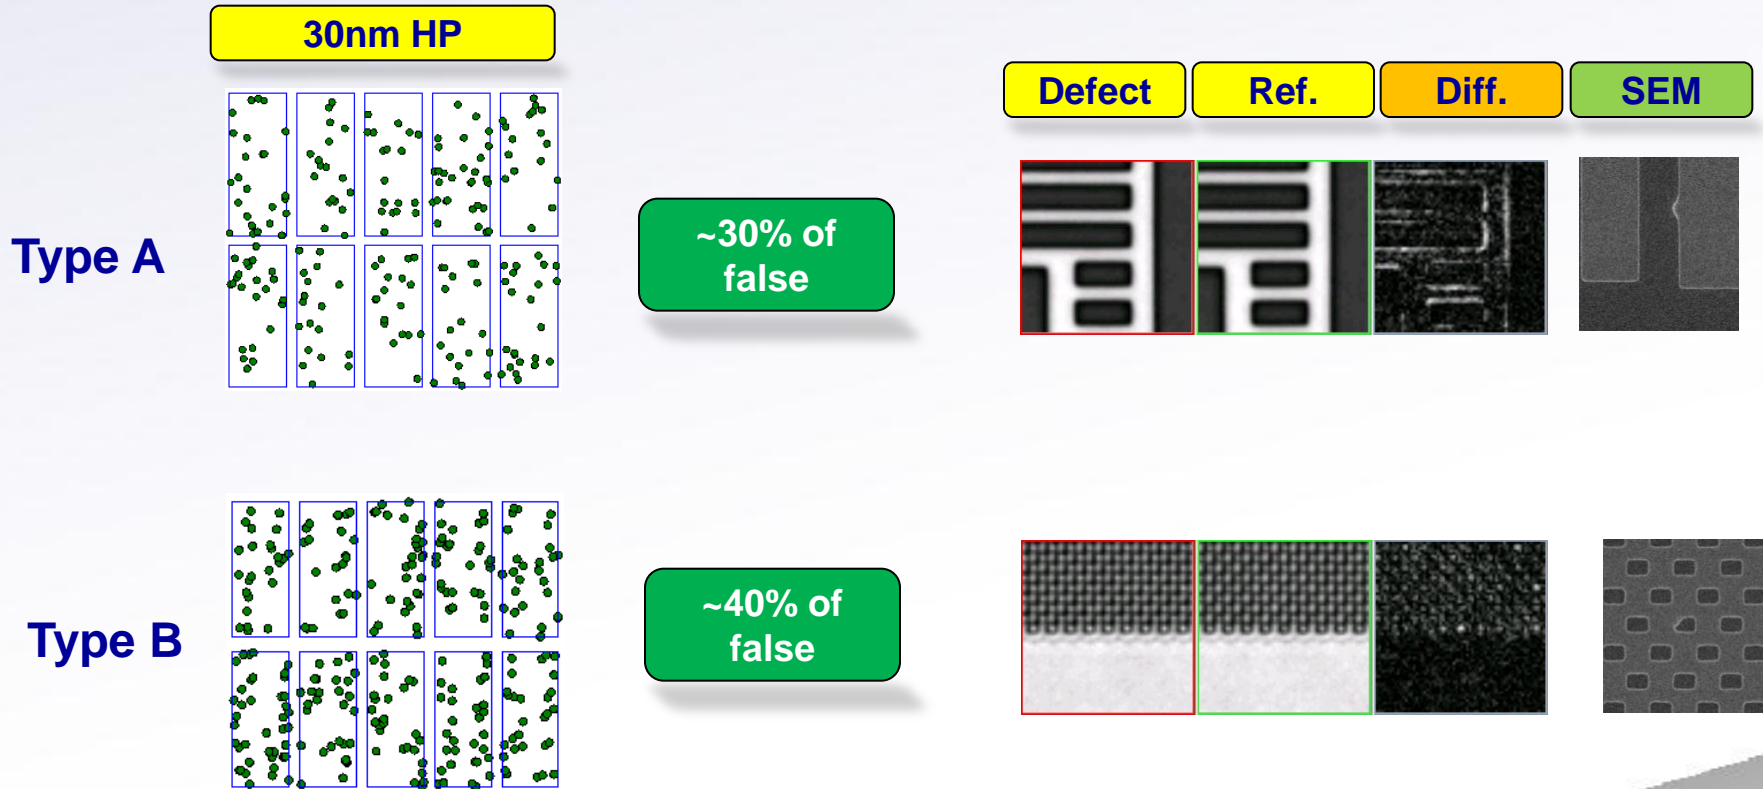 30nm HP
Defect
Ref.
Diff.
SEM
Type A
~30% of
false
Type B
~40% of
false